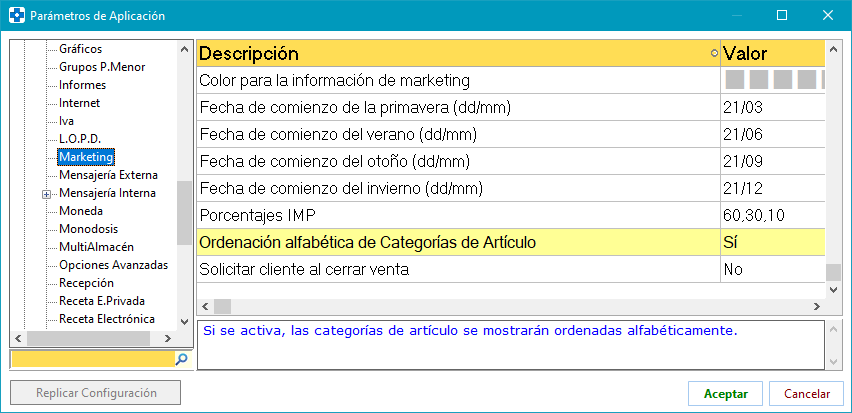 Parámetros de Aplicación
Gráficos
Grupos P.Menor
Informes
Internet
Iva
L.O.P.D.
Marketing
Mensajería Externa
Mensajería Interna
Moneda
Monodosis
MultiAlmacén
Opciones Avanzadas
Recepción
Receta E.Privada
Receta Electrónica
Replicar Configuración
Descripción Valor
Color para la información de marketing
Fecha de comienzo de la primavera (dd/mm) 21/03
Fecha de comienzo del verano (dd/mm) 21/06
Fecha de comienzo del otoño (dd/mm) 21/09
Fecha de comienzo del invierno (dd/mm) 21/12
Porcentajes IMP 60,30,10
Ordenación alfabética de Categorías de Artículo Sí
Solicitar cliente al cerrar venta No
Si se activa, las categorías de artículo se mostrarán ordenadas alfabéticamente.
Aceptar Cancelar